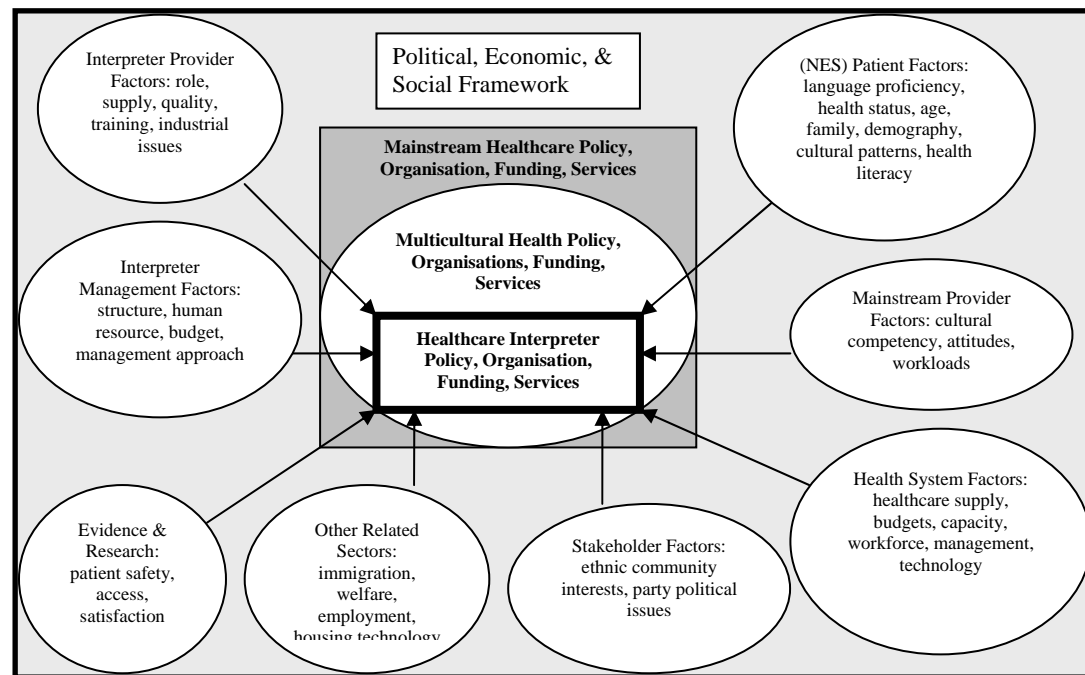 Interpreter Provider
Factors: role,
supply, quality,
training, industrial
issues
Political, Economic, &
Social Framework
(NES) Patient Factors:
language proficiency,
health status, age,
family, demography,
cultural patterns, health
literacy
Mainstream Healthcare Policy,
Organisation, Funding, Services
Multicultural Health Policy,
Organisations, Funding,
Services
Interpreter
Management Factors:
structure, human
resource, budget,
management approach
Healthcare Interpreter
Policy, Organisation,
Funding, Services
Mainstream Provider
Factors: cultural
competency, attitudes,
workloads
Evidence &
Research:
patient safety,
access,
satisfaction
Other Related
Sectors:
immigration,
welfare,
employment,
housing technology
Stakeholder Factors:
ethnic community
interests, party political
issues
Health System Factors:
healthcare supply,
budgets, capacity,
workforce, management,
technology